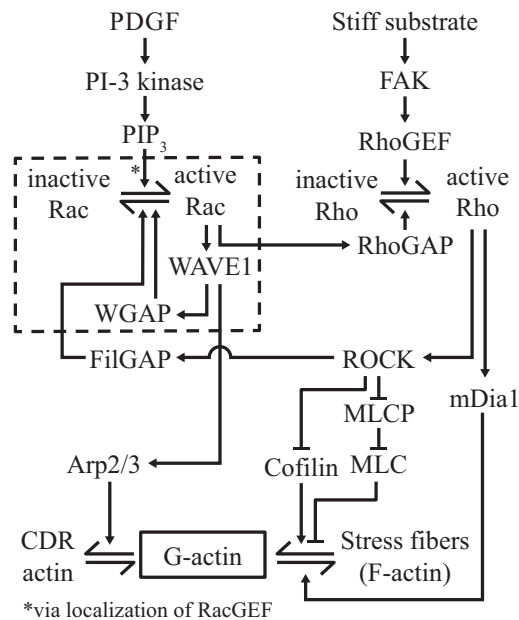 PDGF
Stiff substrate
PI-3 kinase
FAK
PIP3
RhoGEF
*
inactive
Rac
active
Rac
inactive
Rho
active
Rho
RhoGAP
WAVE1
WGAP
FilGAP
ROCK
mDia1
MLCP
Arp2/3
Cofilin
MLC
CDR
actin
G-actin
Stress fibers
(F-actin)
*via localization of RacGEF